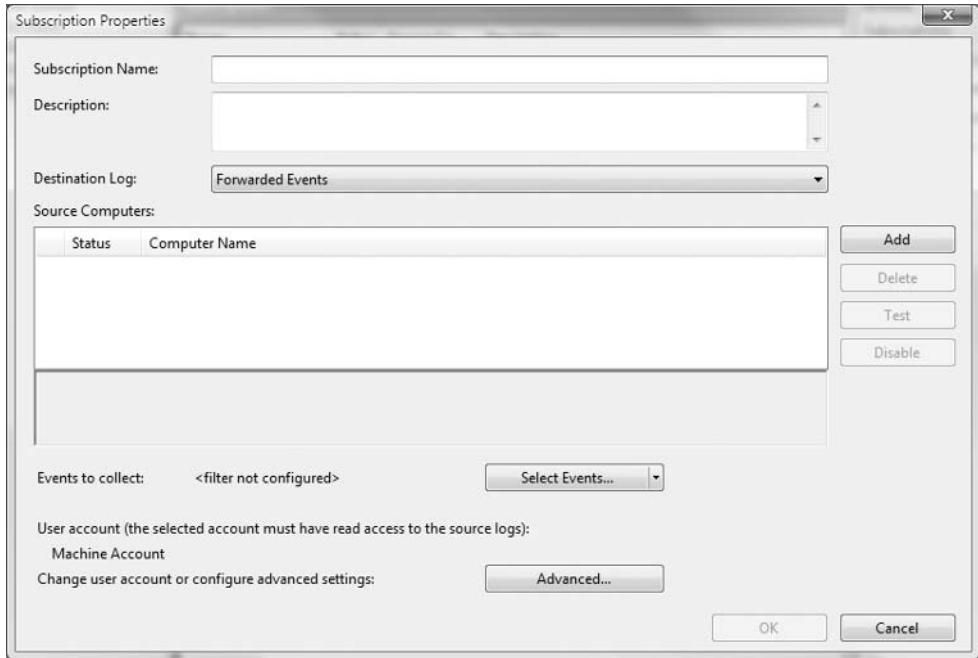 Subscription Properties
Subscription Name:
Description:
Destination Log: Forwarded Events
Source Computers:
Status Computer Name
Add
Delete
Test
Disable
Events to collect: <filter not configured> Select Events...
User account (the selected account must have read access to the source logs):
Machine Account
Change user account or configure advanced settings: Advanced...
OK Cancel